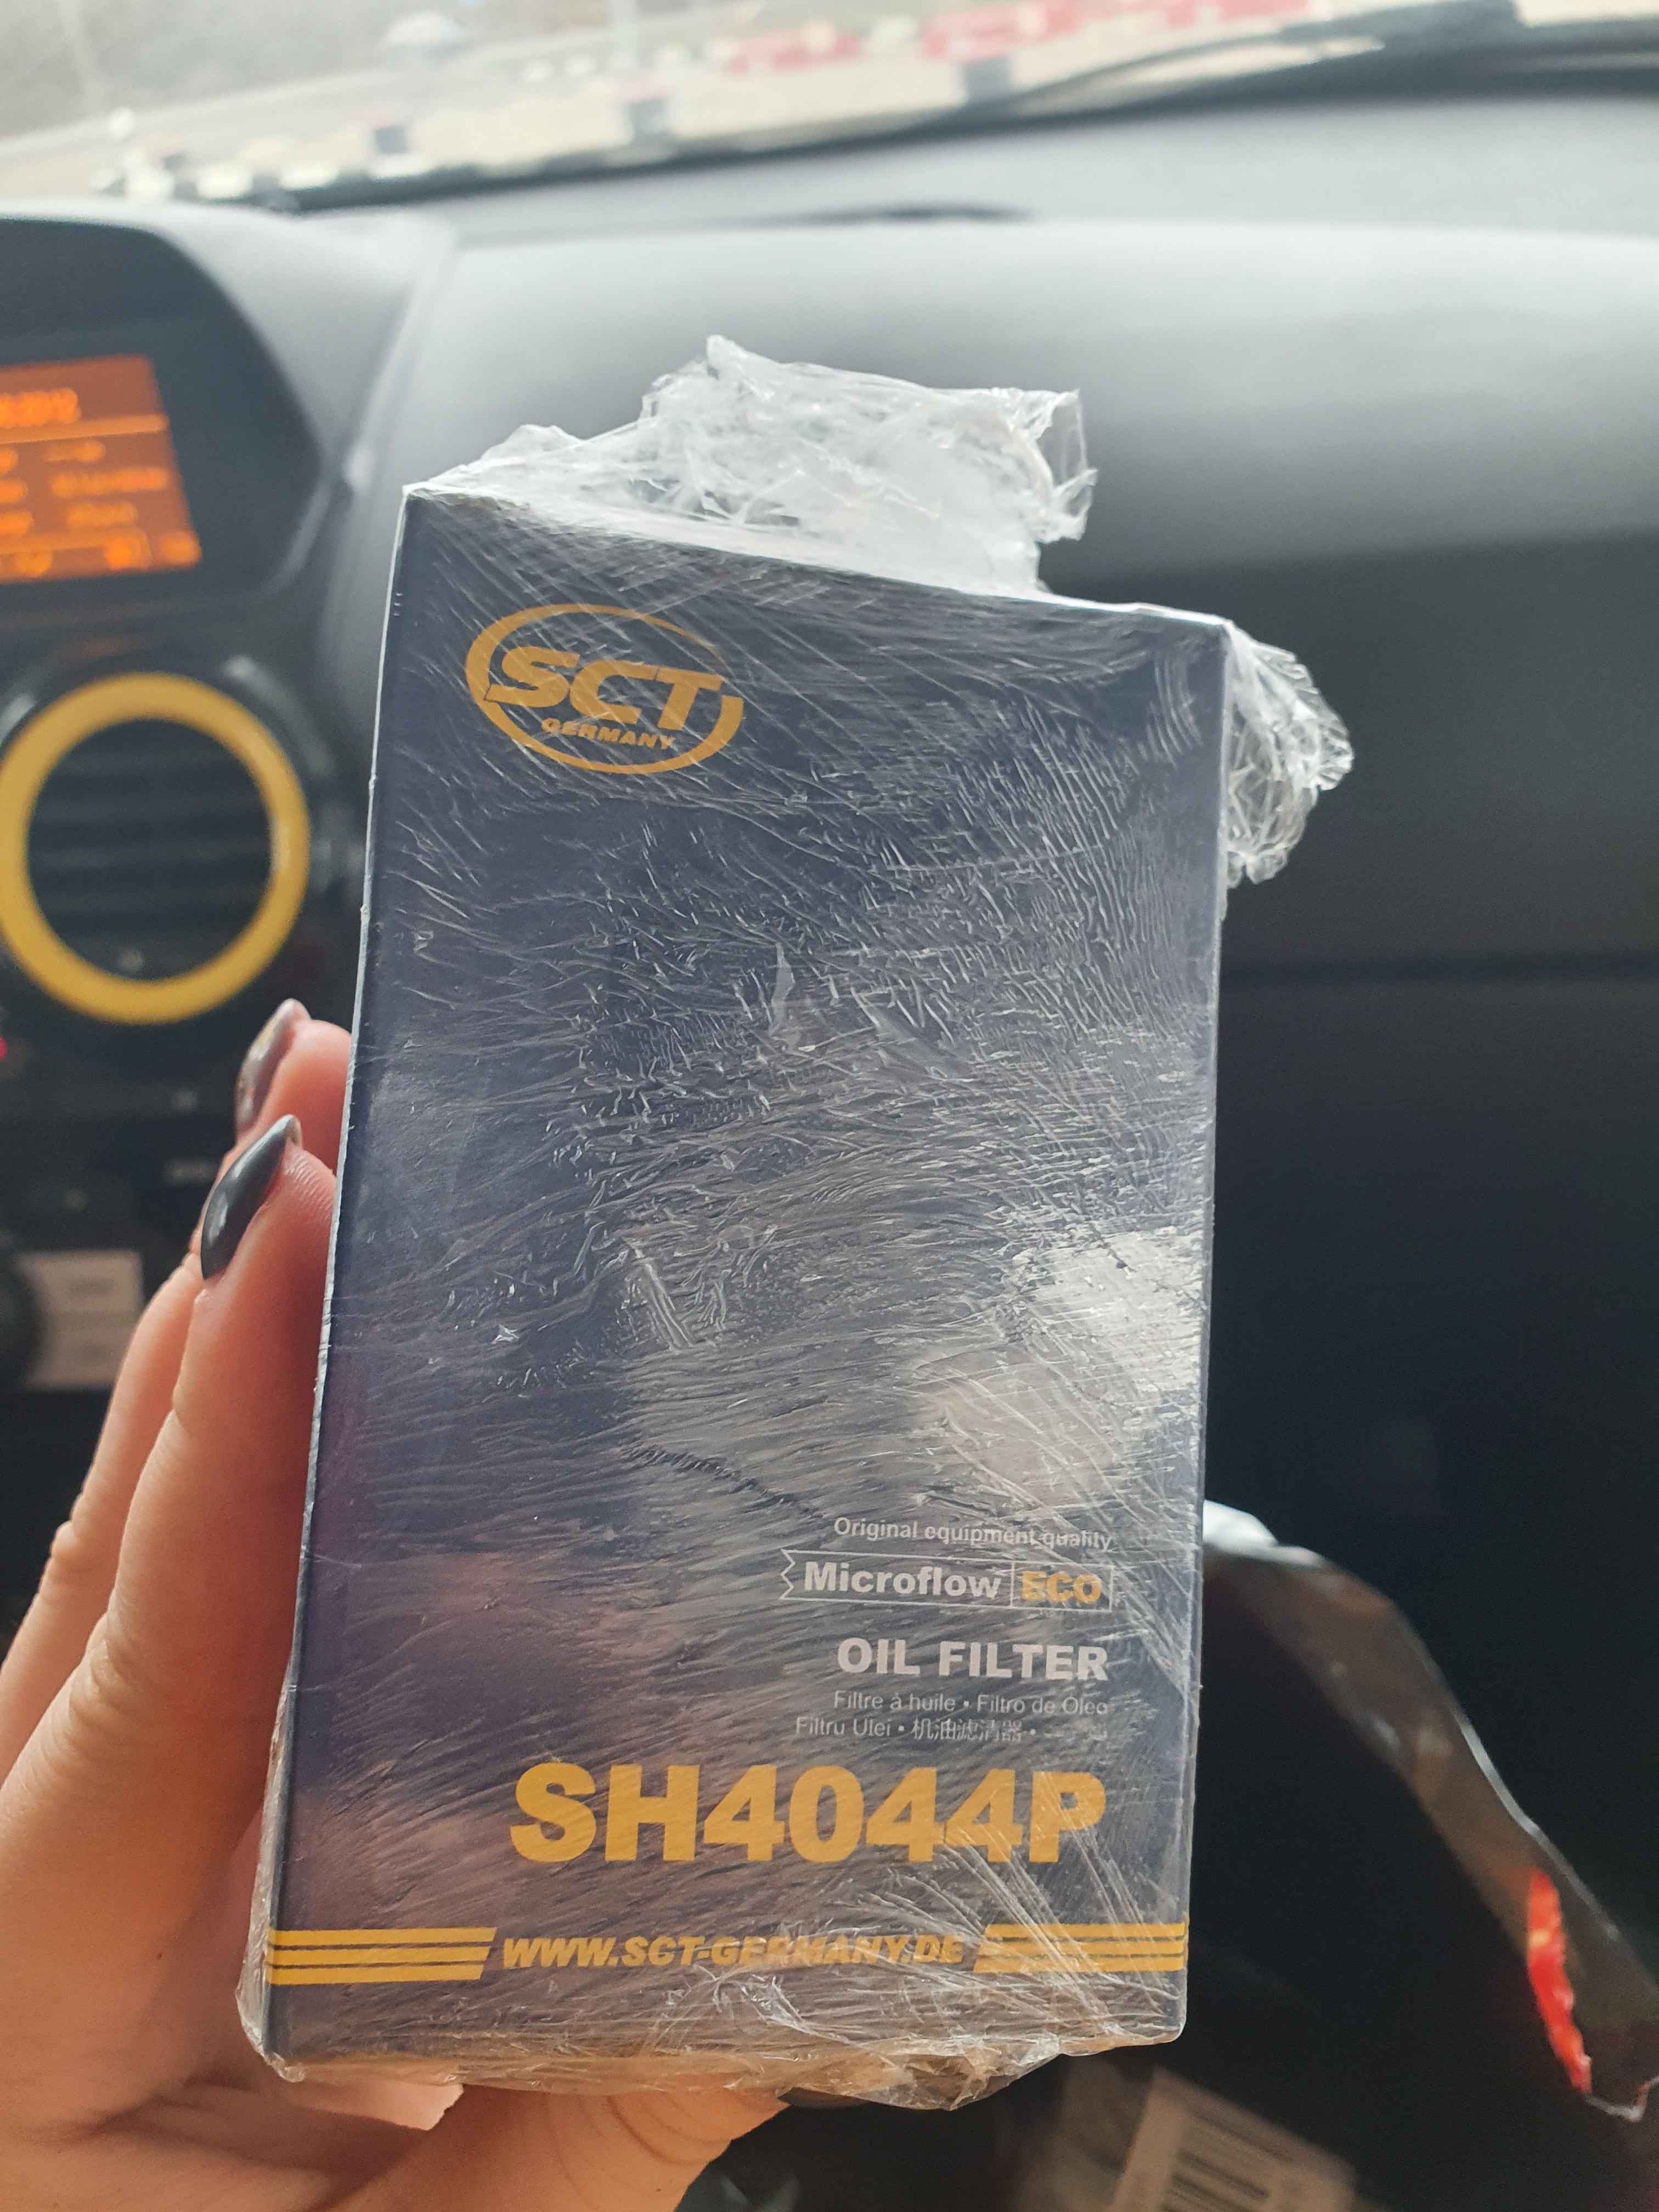 SCT
GERMANY
Original equipment quality
Microflow ECO
OIL FILTER
Filtre à huile • Filtro de Óleo
Filtru Ulei • 机油滤清器 •
SH4044P
WWW.SCT-GERMANY.DE